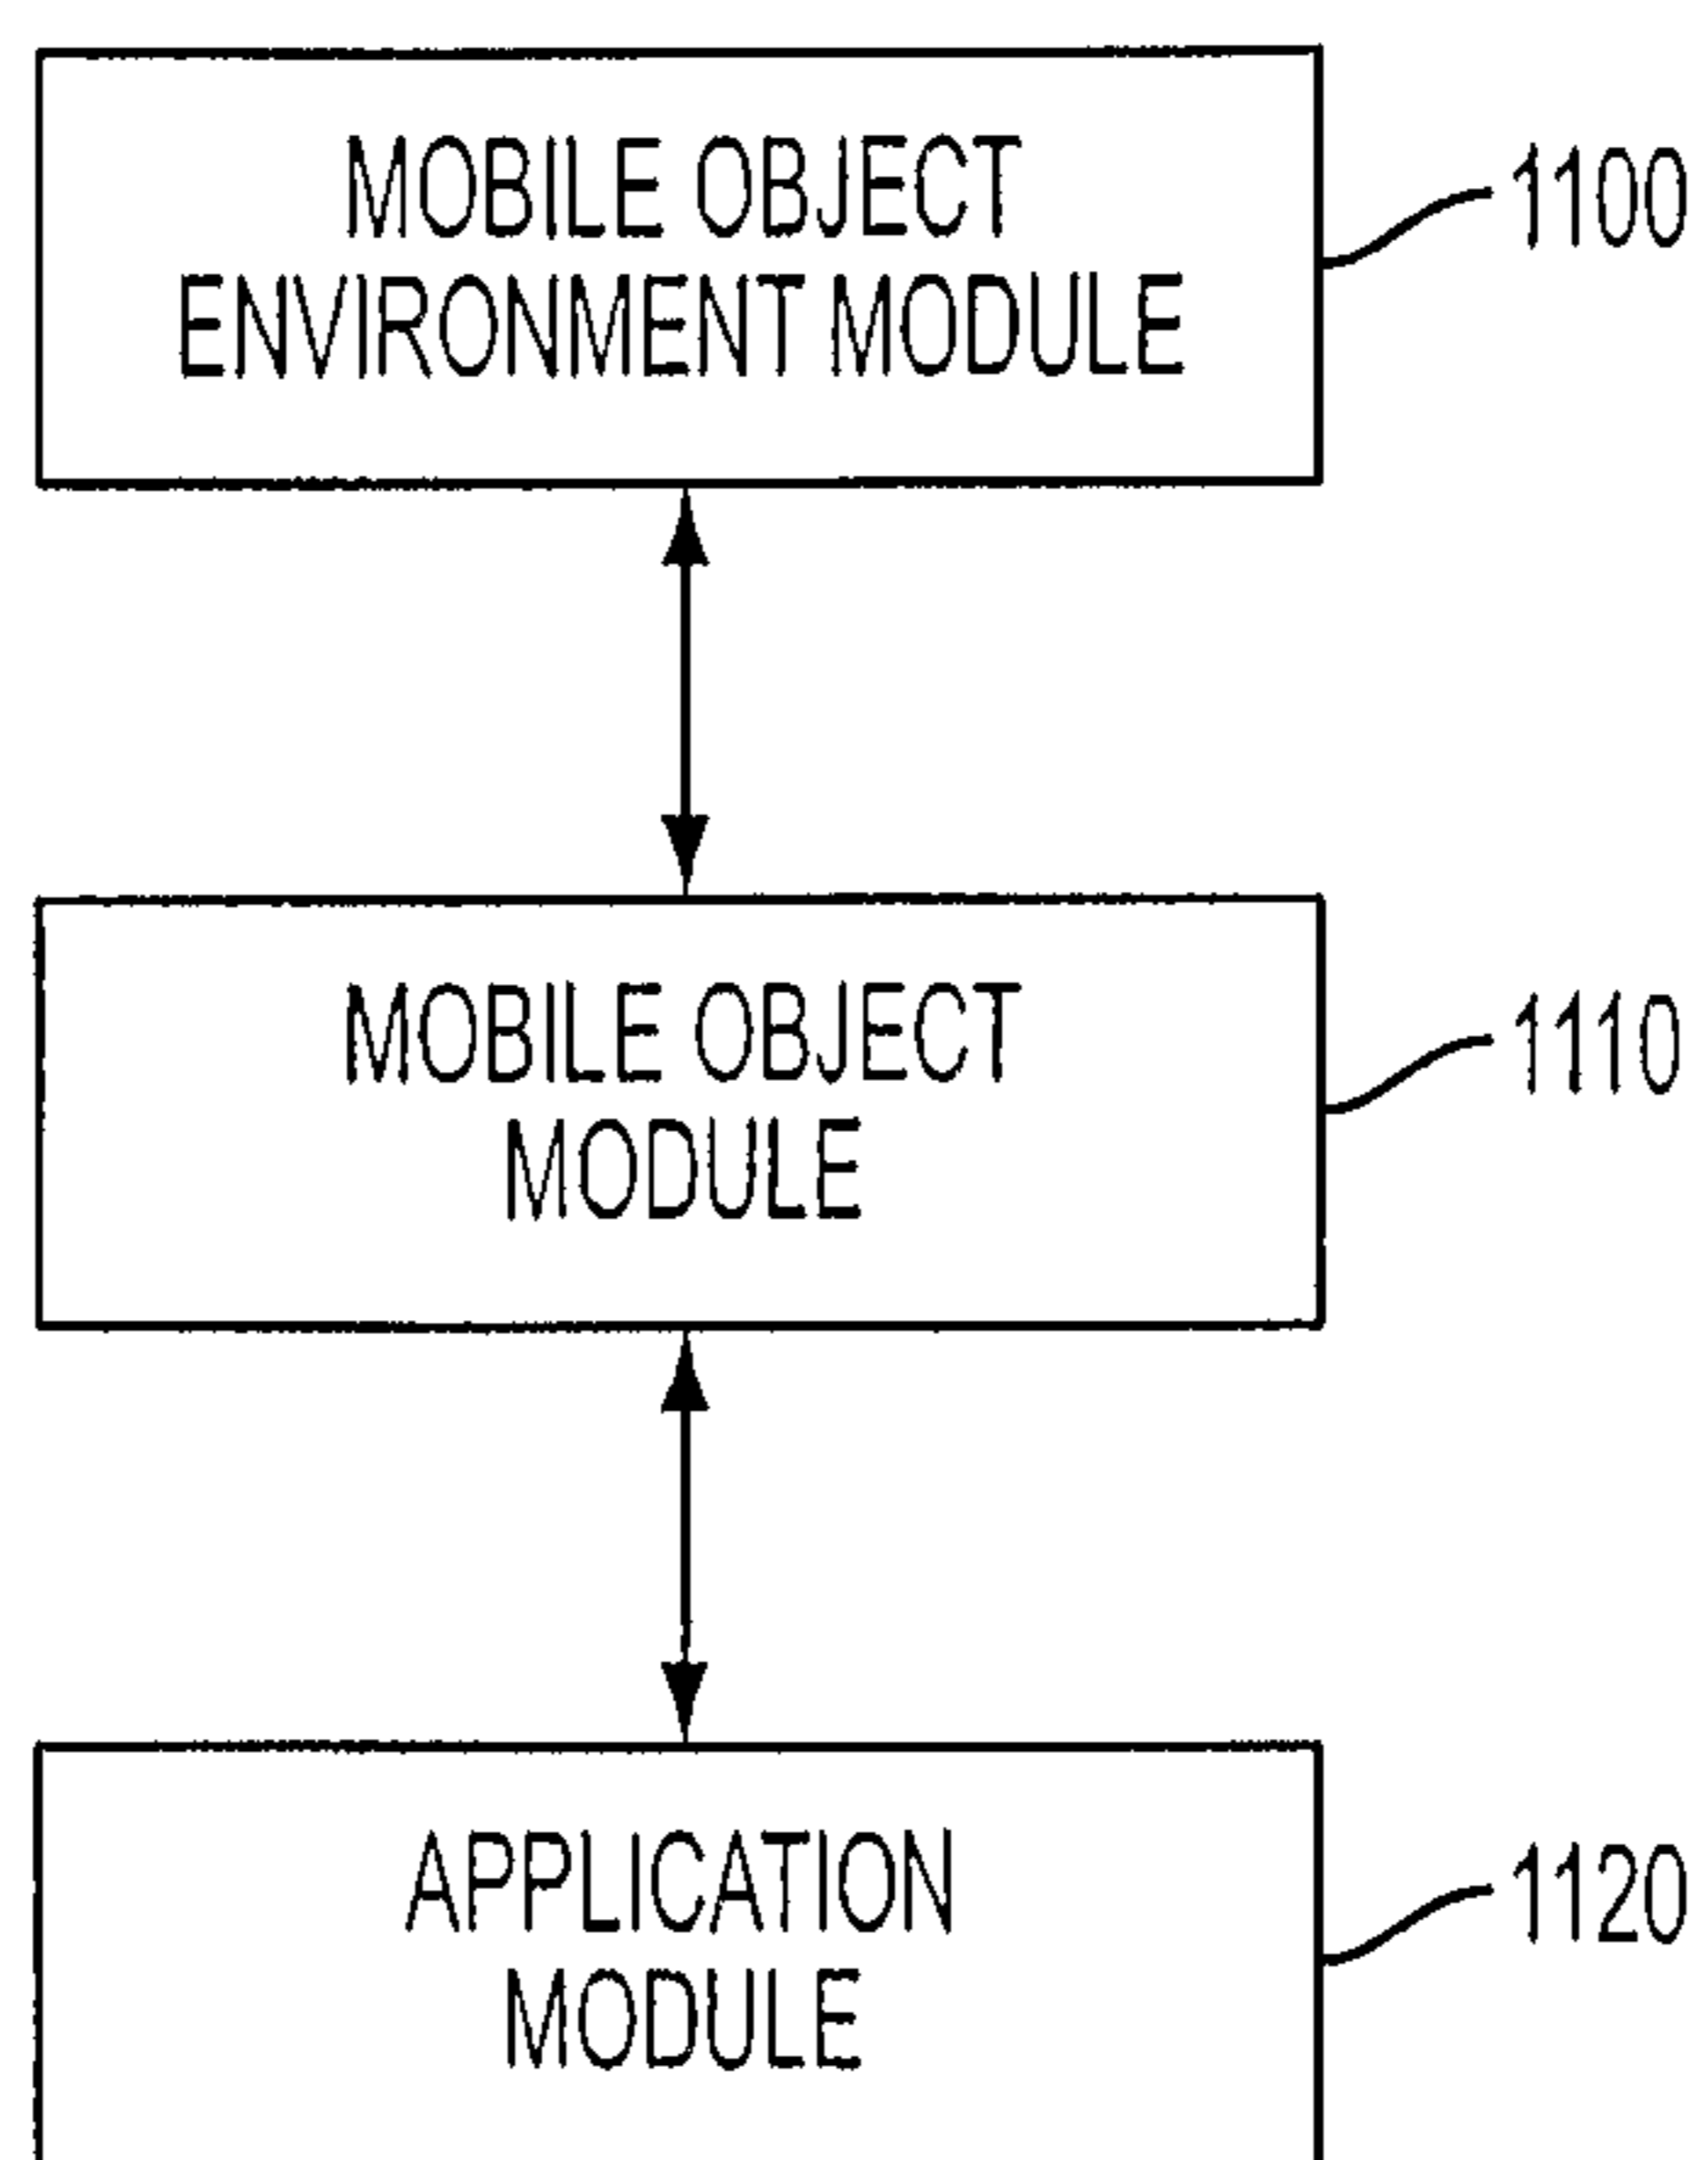 MOBILE OBJECT
ENVIRONMENT MODULE
1100
MOBILE OBJECT
MODULE
1110
APPLICATION
MODULE
1120